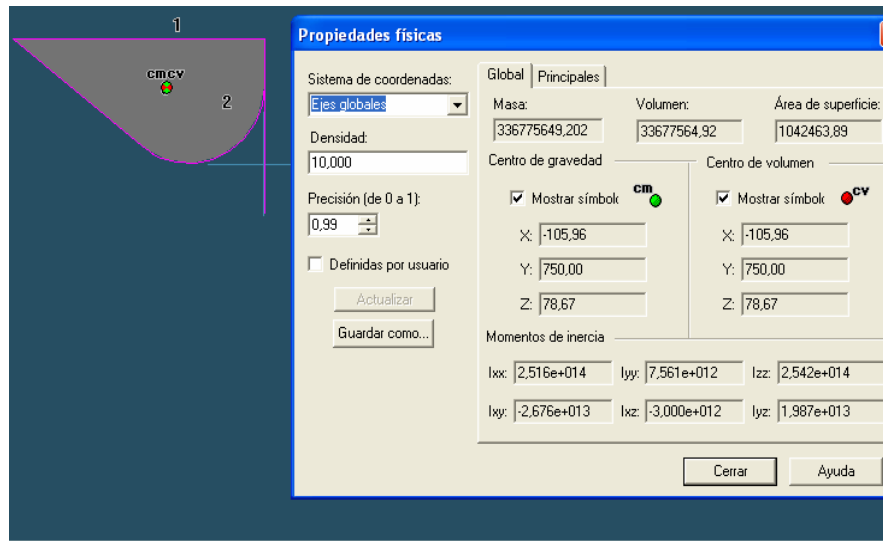 1
cmcv
2
Propiedades físicas
Sistema de coordenadas:
Ejes globales
Densidad:
10,000
Precisión (de 0 a 1):
0,99
Definidas por usuario
Actualizar
Guardar como...
Global Principales
Masa: Volumen: Área de superficie:
336775649,202 33677564,92 1042463,89
Centro de gravedad Centro de volumen
Mostrar símbolo cm Mostrar símbolo cv
X: -105,96 X: -105,96
Y: 750,00 Y: 750,00
Z: 78,67 Z: 78,67
Momentos de inercia
Ixx: 2,516e+014 Iyy: 7,561e+012 Izz: 2,542e+014
Ixy: -2,676e+013 Ixz: -3,000e+012 Iyz: 1,987e+013
Cerrar Ayuda